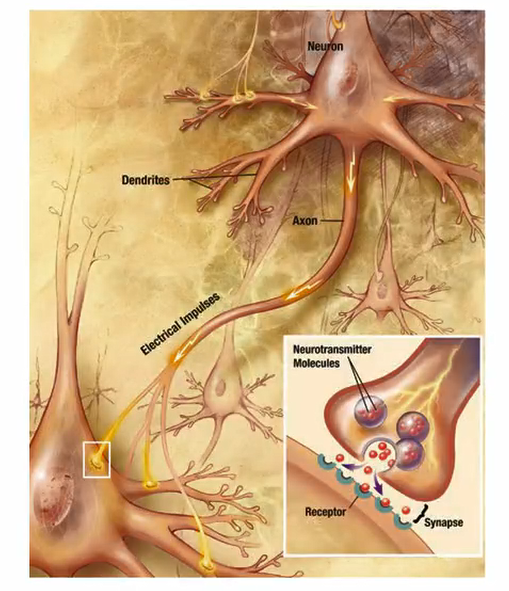 Neuron
Dendrites
Axon
Electrical Impulses
Neurotransmitter
Molecules
Receptor
Synapse